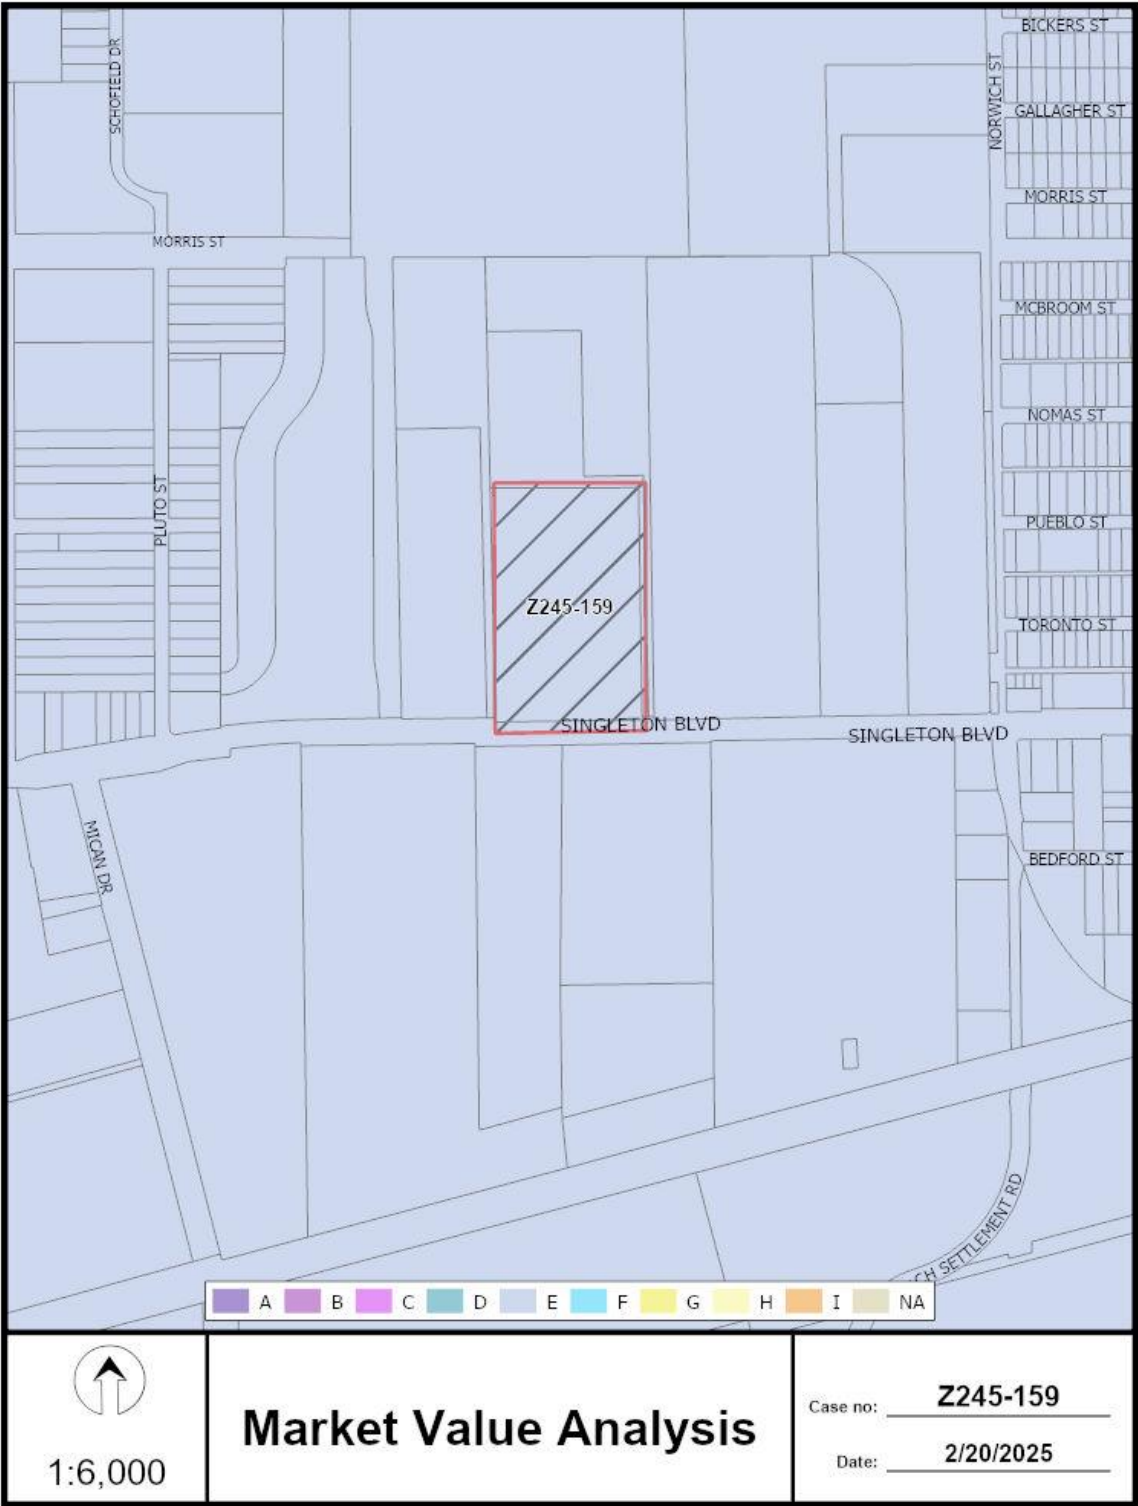 BICKERS ST
SCHOFIELD DR
NORWICH ST
GALLAGHER ST
MORRIS ST
MORRIS ST
MCBROOM ST
NOMAS ST
PLUTO ST
PUEBLO ST
Z245-159
TORONTO ST
SINGLETON BLVD
SINGLETON BLVD
MICAN DR
BEDFORD ST
CH SETTLEMENT RD
A B C D E F G H I NA
1:6,000
Market Value Analysis
Case no: Z245-159
Date: 2/20/2025